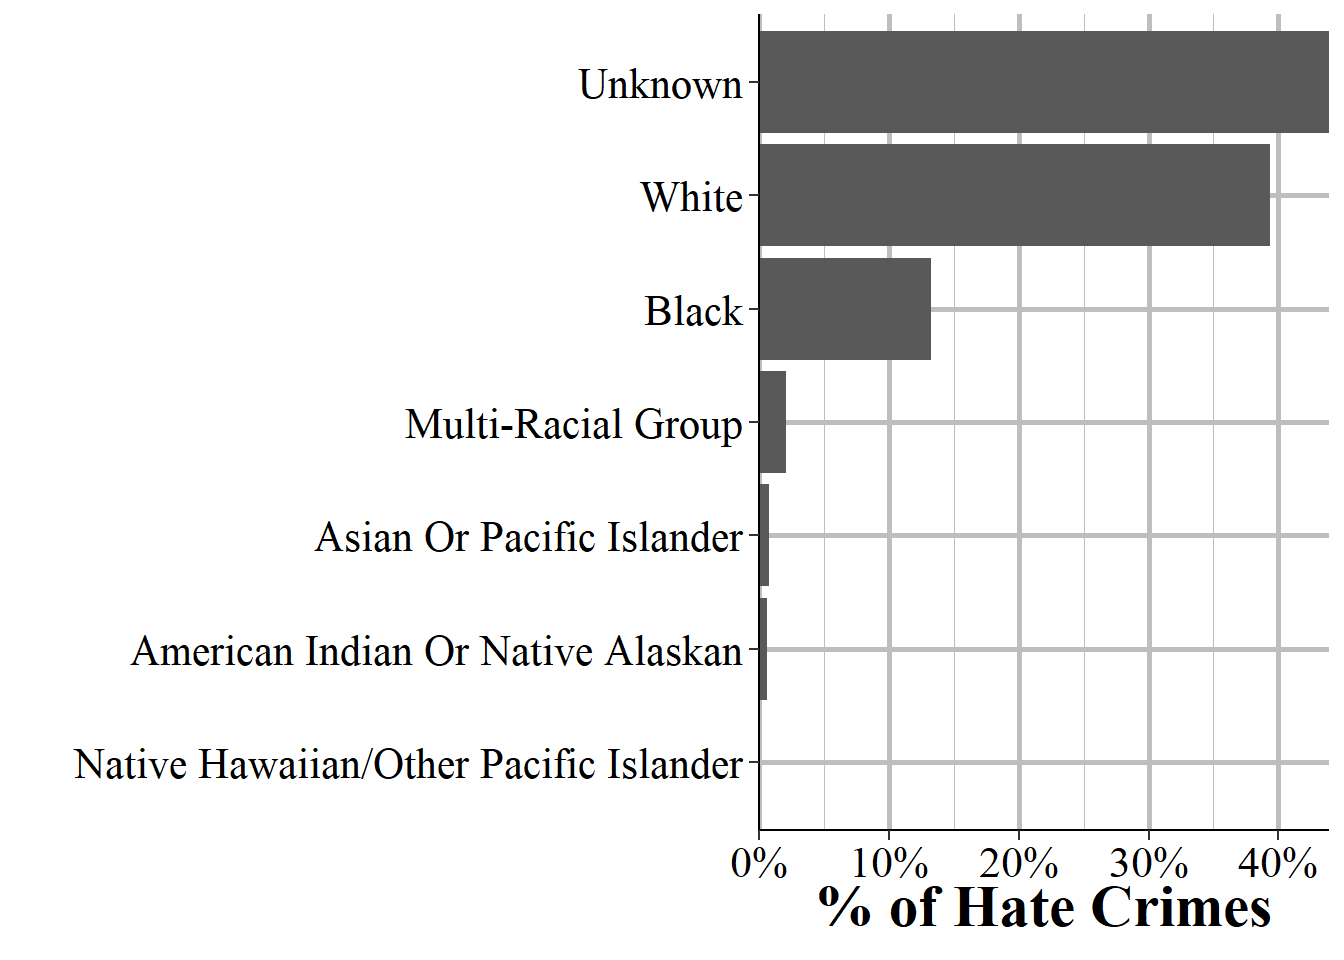 Unknown
White
Black
Multi-Racial Group
Asian Or Pacific Islander
American Indian Or Native Alaskan
Native Hawaiian/Other Pacific Islander
0% 10% 20% 30% 40%
% of Hate Crimes